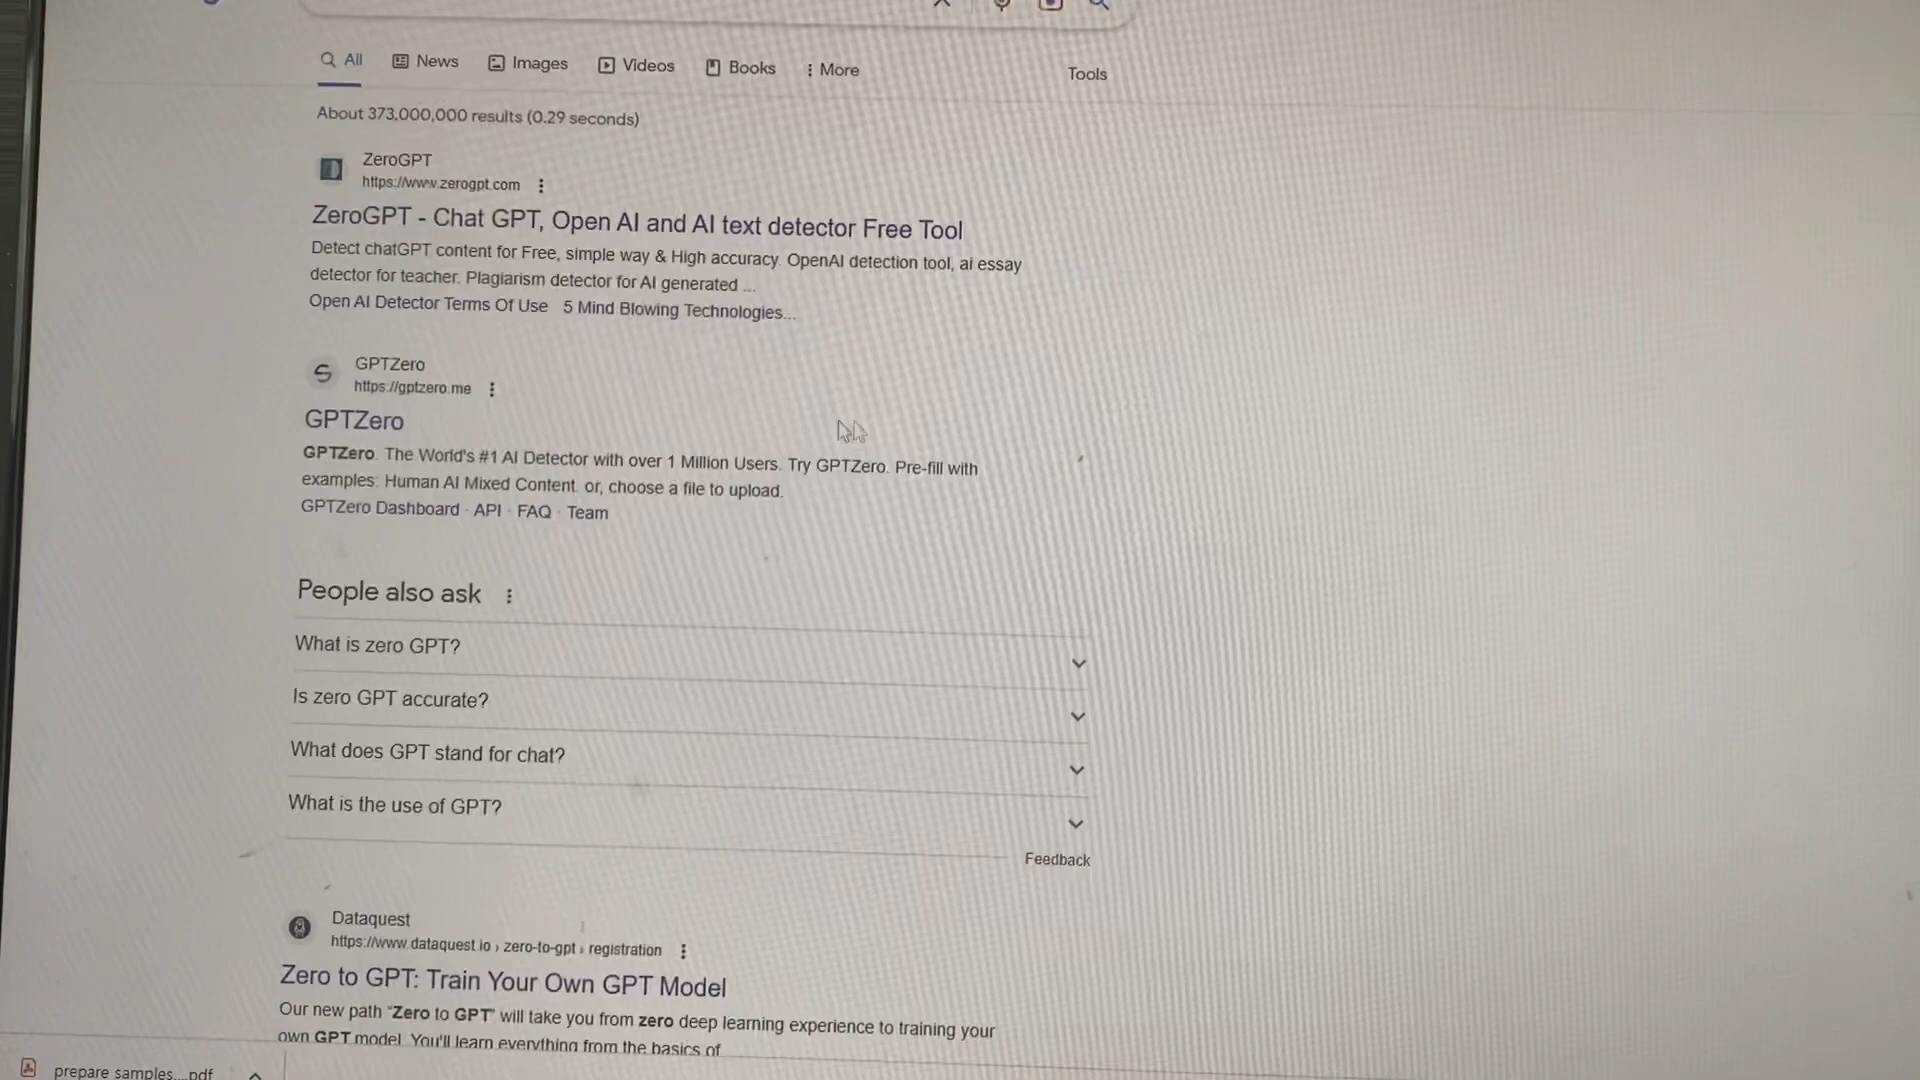 All News Images Videos Books More Tools
About 373,000,000 results (0.29 seconds)
ZeroGPT
https://www.zerogpt.com
ZeroGPT - Chat GPT, Open AI and AI text detector Free Tool
Detect chatGPT content for Free, simple way & High accuracy. OpenAI detection tool, ai essay
detector for teacher. Plagiarism detector for AI generated ...
Open AI Detector Terms Of Use 5 Mind Blowing Technologies...
GPTZero
https://gptzero.me
GPTZero
GPTZero. The World's #1 AI Detector with over 1 Million Users. Try GPTZero. Pre-fill with
examples: Human AI Mixed Content. or, choose a file to upload.
GPTZero Dashboard · API · FAQ · Team
People also ask
What is zero GPT?
Is zero GPT accurate?
What does GPT stand for chat?
What is the use of GPT?
Feedback
Dataquest
https://www.dataquest.io › zero-to-gpt › registration
Zero to GPT: Train Your Own GPT Model
Our new path "Zero to GPT" will take you from zero deep learning experience to training your
own GPT model. You'll learn everything from the basics of
prepare samples....pdf